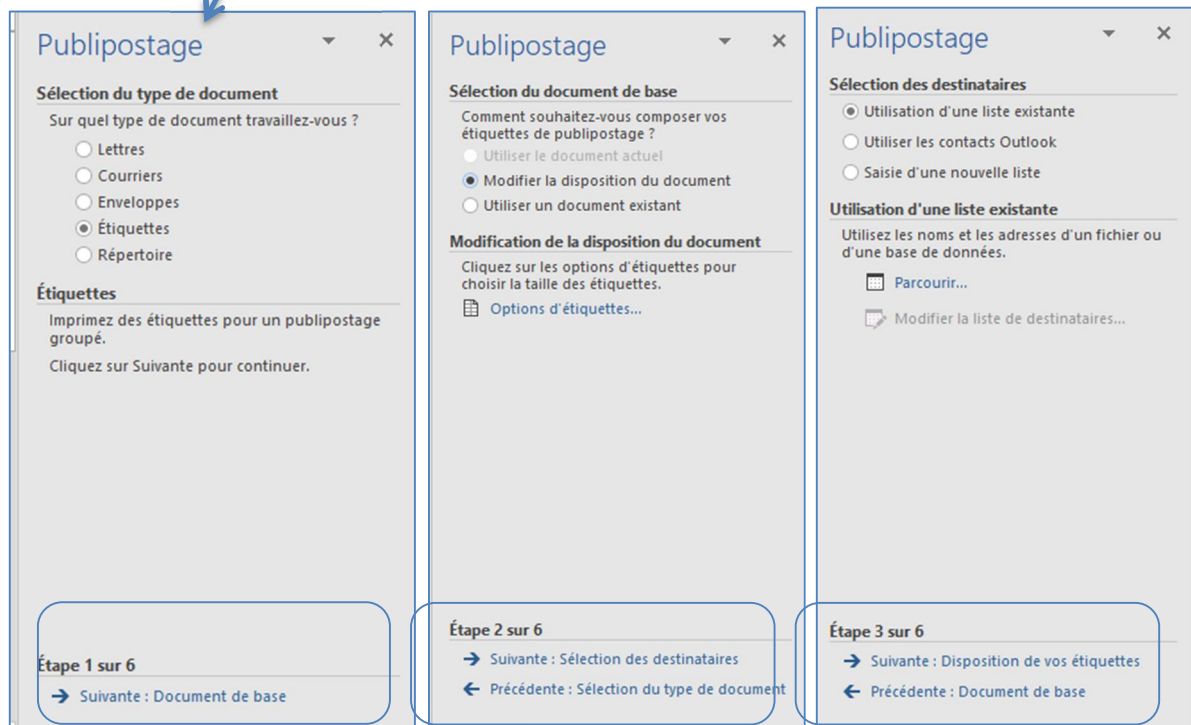 Publipostage
Sélection du type de document
Sur quel type de document travaillez-vous ?
Lettres
Courriers
Enveloppes
Étiquettes
Répertoire
Étiquettes
Imprimez des étiquettes pour un publipostage
groupé.
Cliquez sur Suivante pour continuer.
Étape 1 sur 6
Suivante : Document de base
Publipostage
Sélection du document de base
Comment souhaitez-vous composer vos
étiquettes de publipostage ?
Utiliser le document actuel
Modifier la disposition du document
Utiliser un document existant
Modification de la disposition du document
Cliquez sur les options d'étiquettes pour
choisir la taille des étiquettes.
Options d'étiquettes...
Étape 2 sur 6
Suivante : Sélection des destinataires
Précédente : Sélection du type de document
Publipostage
Sélection des destinataires
Utilisation d'une liste existante
Utiliser les contacts Outlook
Saisie d'une nouvelle liste
Utilisation d'une liste existante
Utilisez les noms et les adresses d'un fichier ou
d'une base de données.
Parcourir...
Modifier la liste de destinataires...
Étape 3 sur 6
Suivante : Disposition de vos étiquettes
Précédente : Document de base